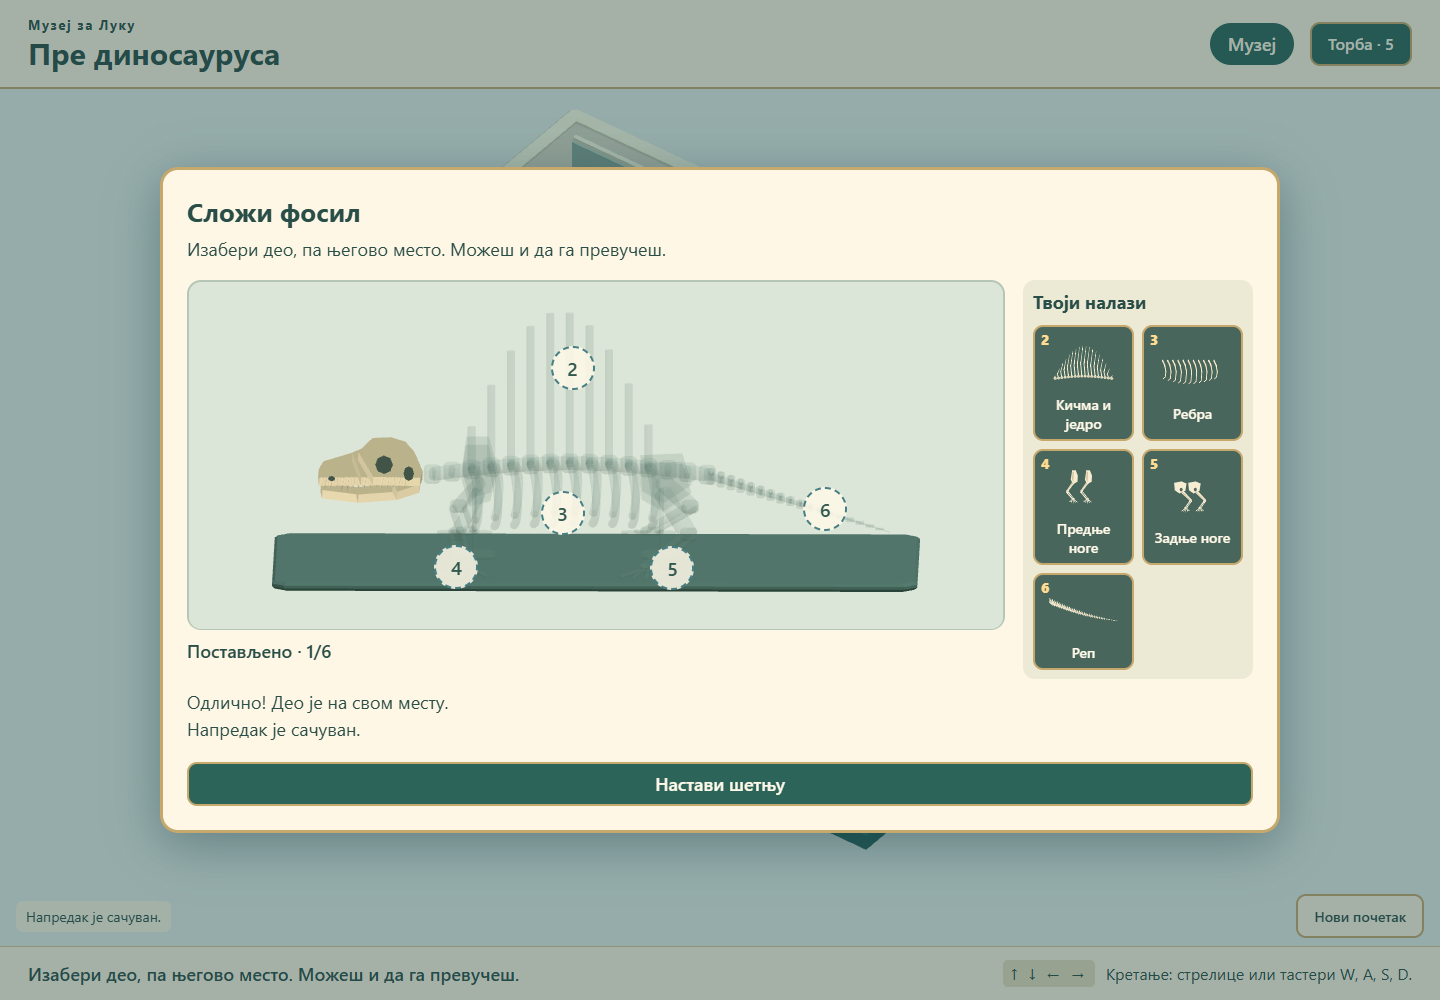 Музеј за Луку
Пре диносауруса
Музеј
Торба · 5
Сложи фосил
Изабери део, па његово место. Можеш и да га превучеш.
2
3
4
5
6
Твоји налази
2
Кичма и
једро
3
Ребра
4
Предње
ноге
5
Задње ноге
6
Реп
Постављено · 1/6
Одлично! Део је на свом месту.
Напредак је сачуван.
Настави шетњу
Напредак је сачуван.
Нови почетак
Изабери део, па његово место. Можеш и да га превучеш.
↑ ↓ ← → Кретање: стрелице или тастери W, A, S, D.